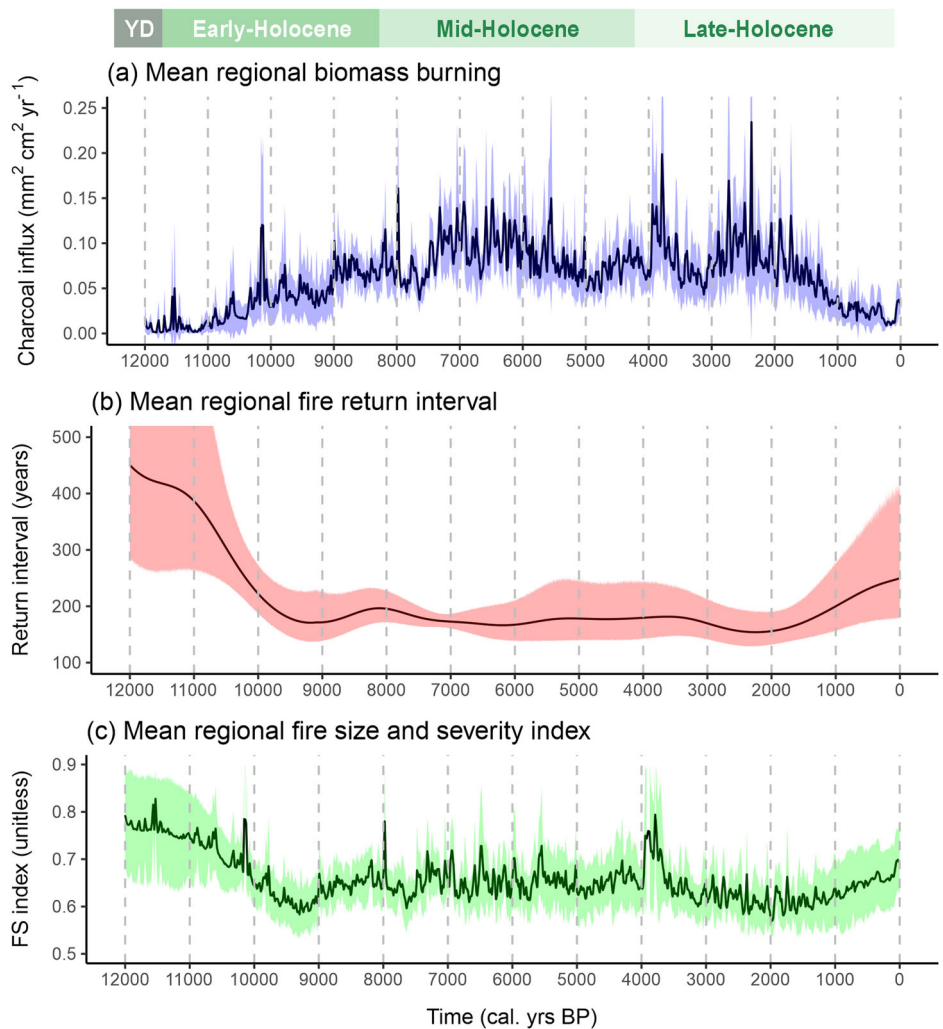 YD Early-Holocene Mid-Holocene Late-Holocene
(a) Mean regional biomass burning
Charcoal influx (mm² cm² yr⁻¹)
0.25
0.20
0.15
0.10
0.05
0.00
12000 11000 10000 9000 8000 7000 6000 5000 4000 3000 2000 1000 0
(b) Mean regional fire return interval
Return interval (years)
500
400
300
200
100
12000 11000 10000 9000 8000 7000 6000 5000 4000 3000 2000 1000 0
(c) Mean regional fire size and severity index
FS index (unitless)
0.9
0.8
0.7
0.6
0.5
12000 11000 10000 9000 8000 7000 6000 5000 4000 3000 2000 1000 0
Time (cal. yrs BP)